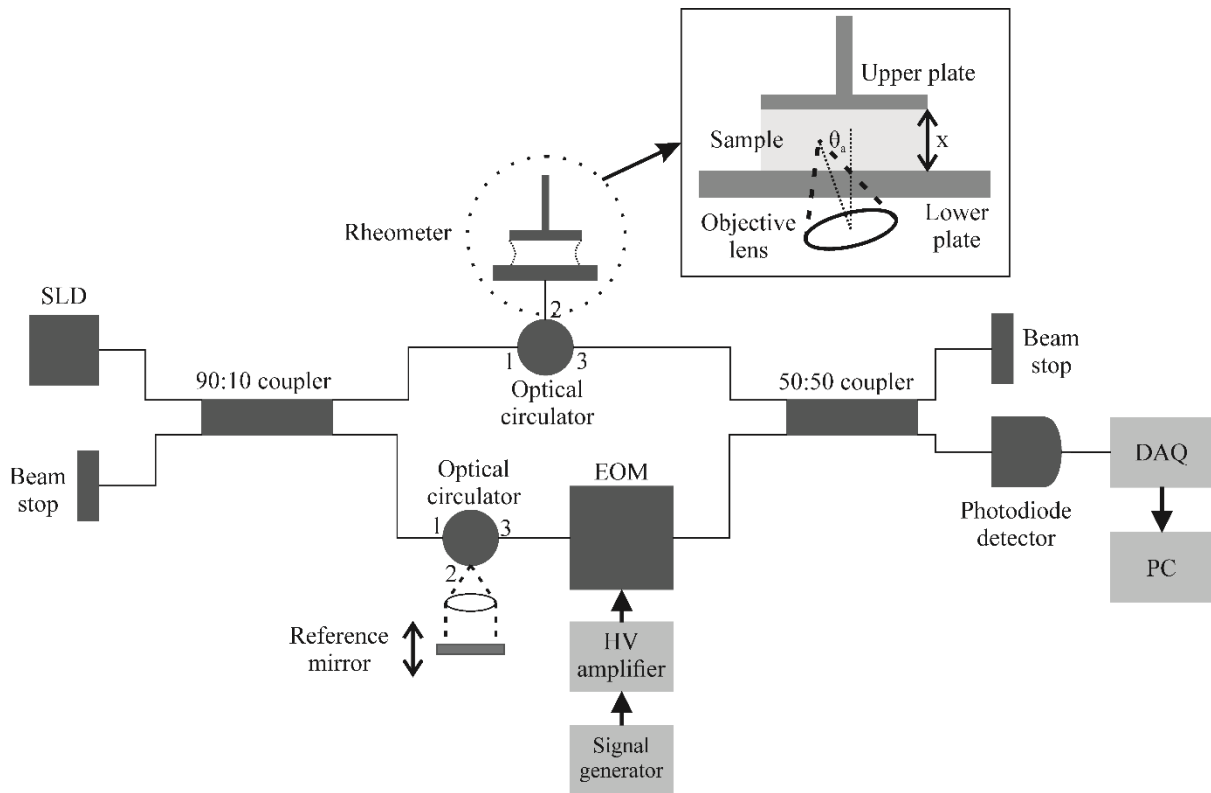 Upper plate
Sample
θa
x
Objective
lens
Lower
plate
Rheometer
SLD
2
1
3
Optical
circulator
90:10 coupler
50:50 coupler
Beam
stop
Beam
stop
Optical
circulator
1
3
2
EOM
Photodiode
detector
DAQ
PC
Reference
mirror
HV
amplifier
Signal
generator